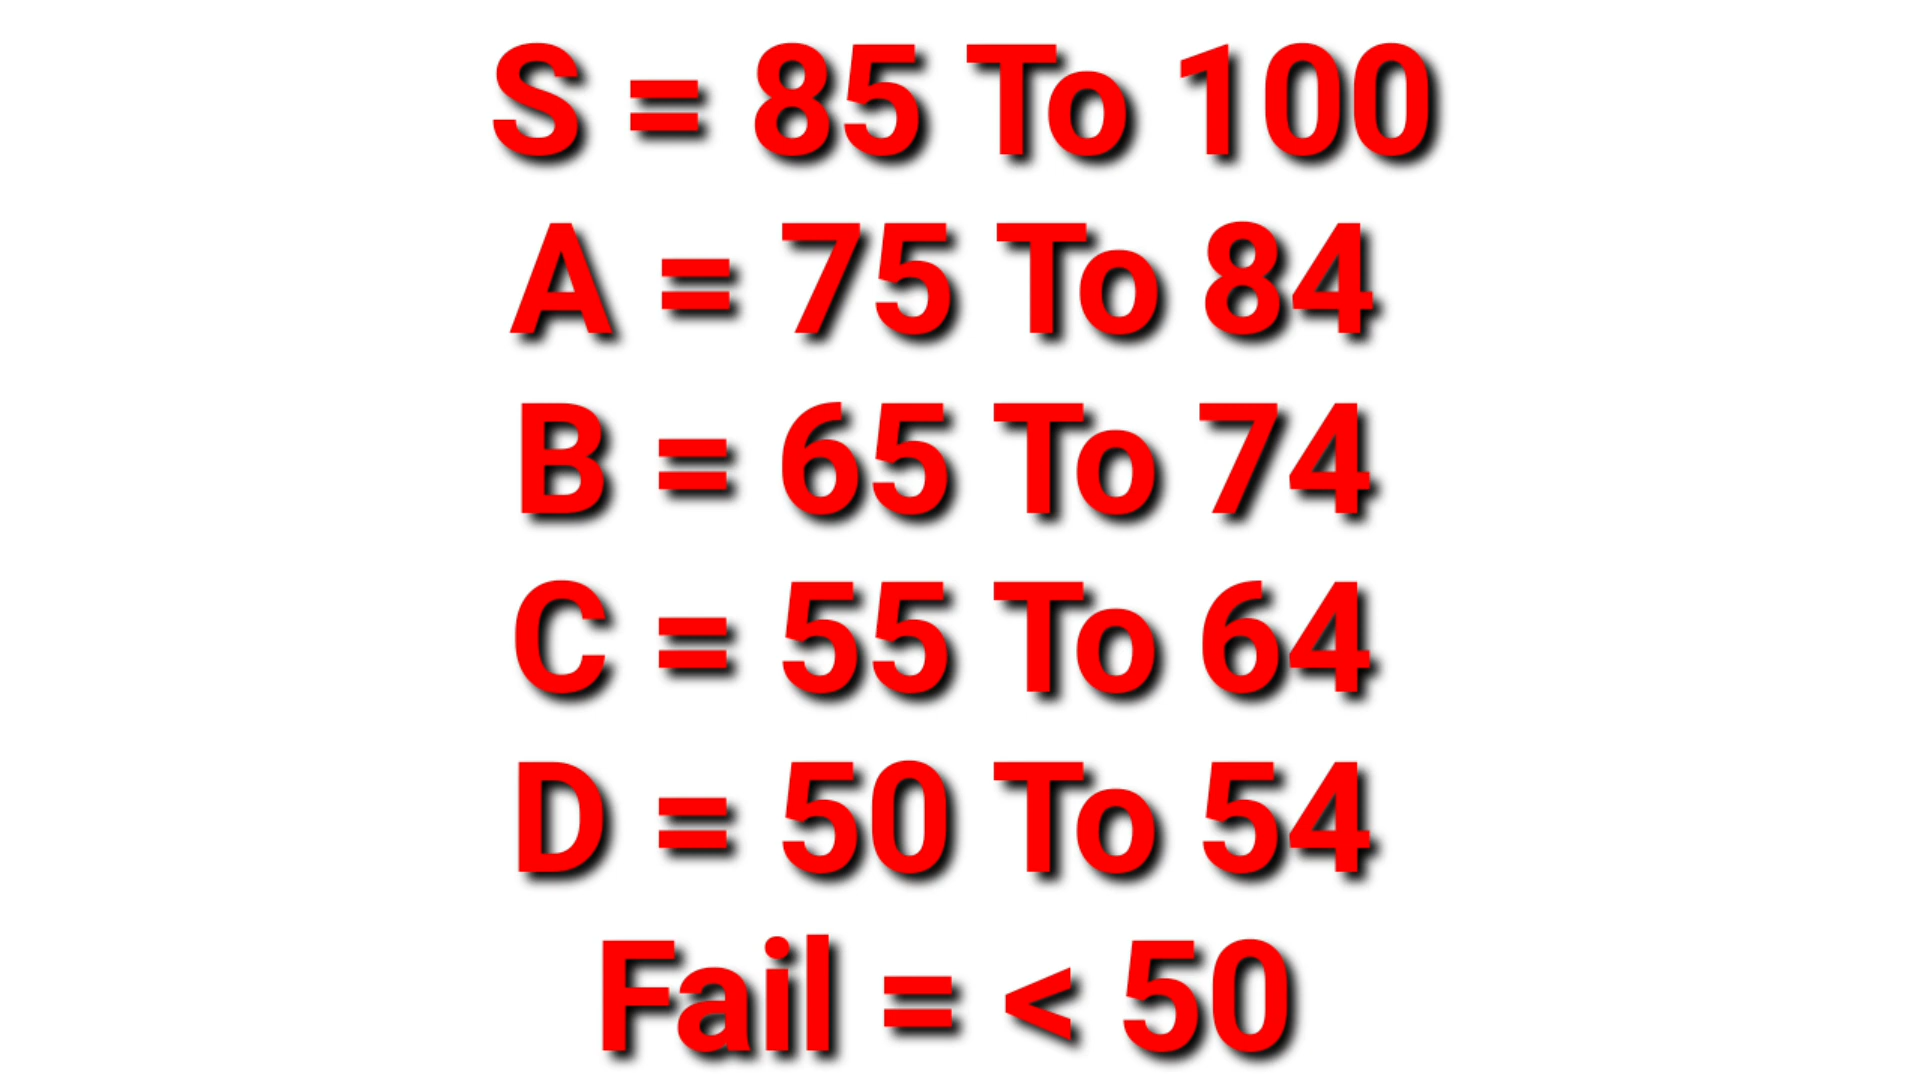 S = 85 To 100
A = 75 To 84
B = 65 To 74
C = 55 To 64
D = 50 To 54
Fail = < 50